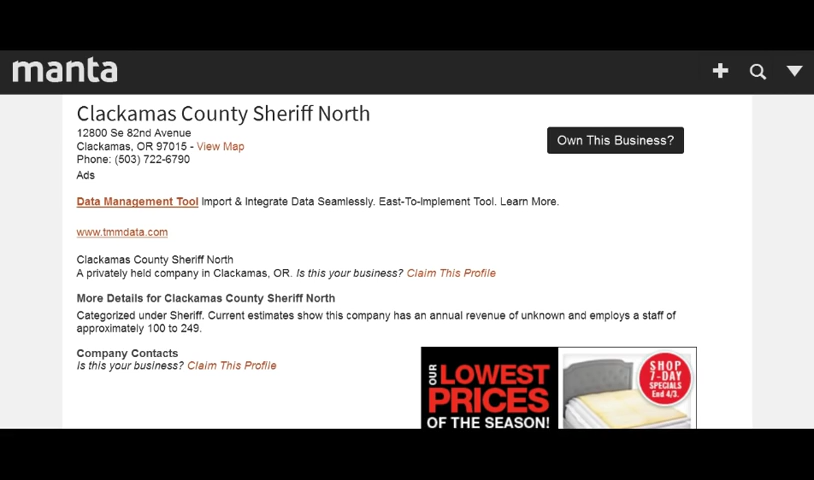 manta
Clackamas County Sheriff North
12800 Se 82nd Avenue
Clackamas, OR 97015 - View Map
Phone: (503) 722-6790
Own This Business?
Ads
Data Management Tool Import & Integrate Data Seamlessly. East-To-Implement Tool. Learn More.
www.tmmdata.com
Clackamas County Sheriff North
A privately held company in Clackamas, OR. Is this your business? Claim This Profile
More Details for Clackamas County Sheriff North
Categorized under Sheriff. Current estimates show this company has an annual revenue of unknown and employs a staff of
approximately 100 to 249.
Company Contacts
Is this your business? Claim This Profile
OUR
LOWEST
PRICES
OF THE SEASON!
SHOP
7-DAY
SPECIALS
End 4/3.